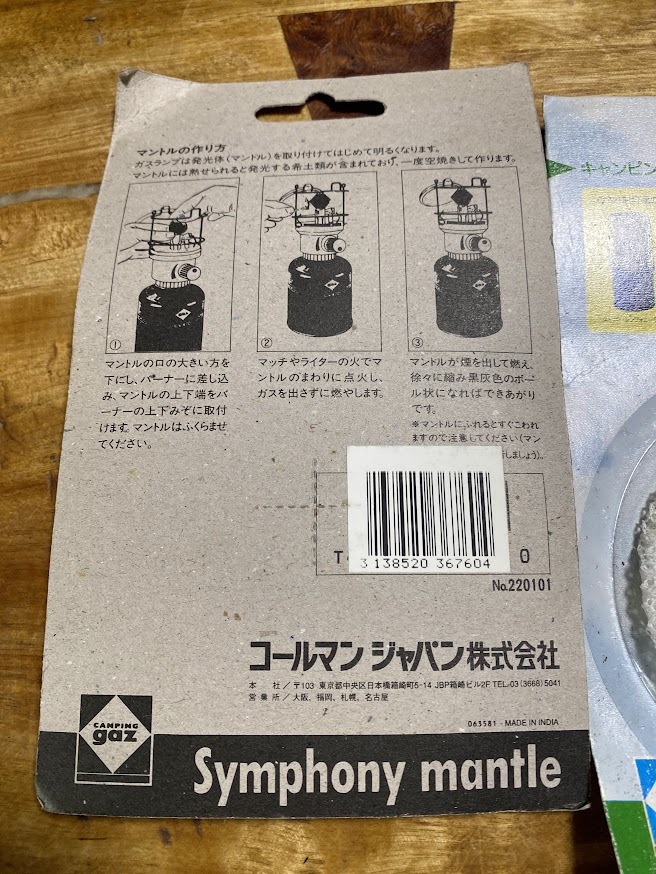 マントルの作り方
ガスランプは発光体(マントル)を取り付けてはじめて明るくなります。
マントルには熱せられると発光する希土類が含まれており、一度空焼きして作ります。
①
マントルの口の大きい方を
下にし、バーナーに差し込
み、マントルの上下端をバ
ーナーの上下みぞに取付
けます。マントルはふくらませ
てください。
②
マッチやライターの火でマ
ントルのまわりに点火し、
ガスを出さずに燃やします。
③
マントルが煙を出して燃え、
徐々に縮み黒灰色のボー
ル状になればできあがり
です。
※マントルにふれるとすぐこわれ
ますので注意してください(マン
しましょう)。
T
0
3 138520 367604
No.220101
コールマン ジャパン株式会社
本 社/〒103 東京都中央区日本橋箱崎町5-14 JBP箱崎ビル2F TEL.03(3668)5041
営 業 所/大阪、福岡、札幌、名古屋
063581 - MADE IN INDIA
CAMPING
gaz
Symphony mantle
キャンピン